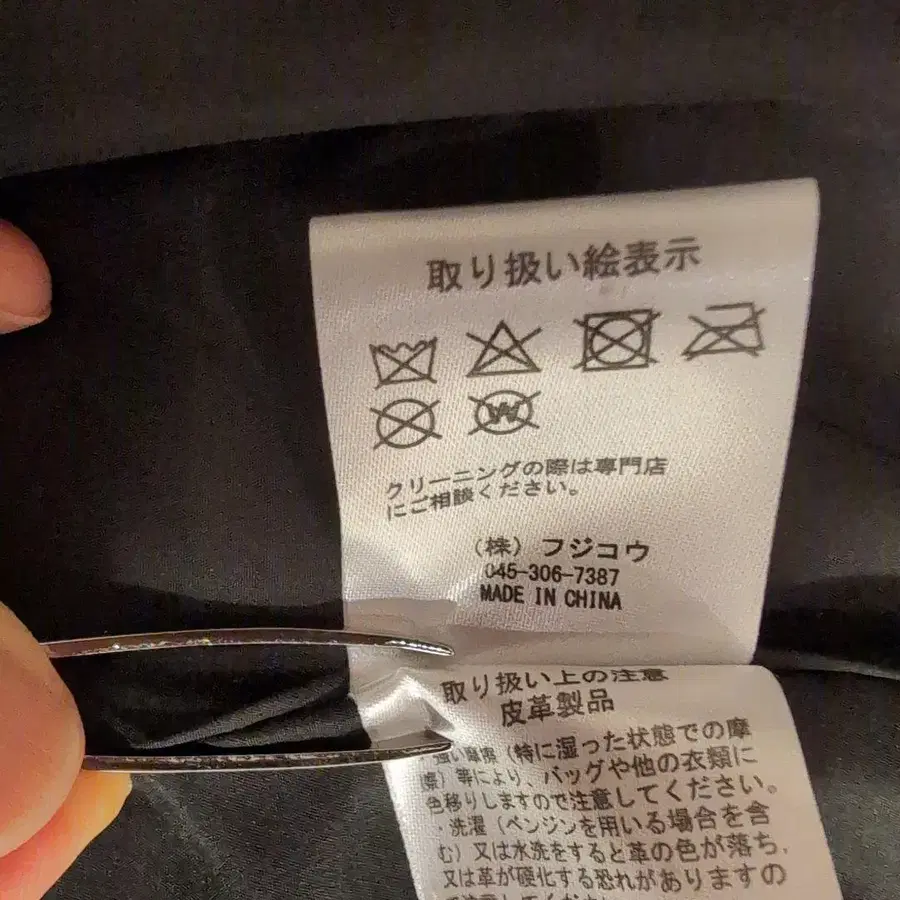 取り扱い絵表示
W
クリーニングの際は専門店
にご相談ください。
（株）フジコウ
045-306-7387
MADE IN CHINA
取り扱い上の注意
皮革製品
・強い摩擦（特に湿った状態での摩
擦）等により、バッグや他の衣類に
色移りしますので注意してください。
・洗濯（ベンジンを用いる場合を含
む）又は水洗をすると革の色が落ち、
又は革が硬化する恐れがありますの